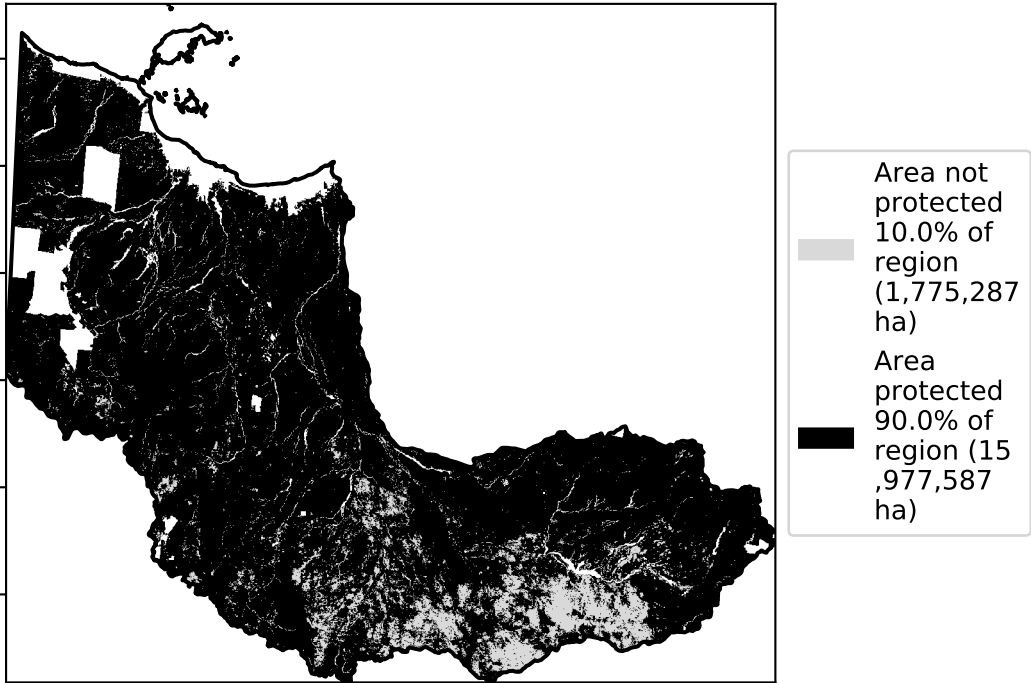 Area not
protected
10.0% of
region
(1,775,287
ha)
Area
protected
90.0% of
region (15
,977,587
ha)